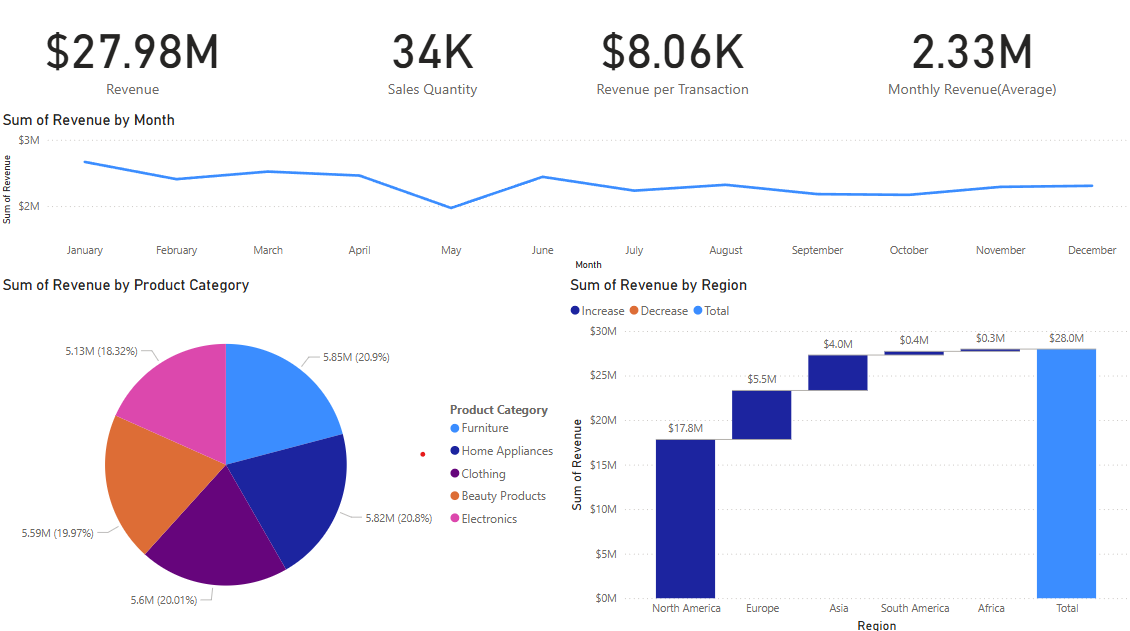 $27.98M
Revenue
34K
Sales Quantity
$8.06K
Revenue per Transaction
2.33M
Monthly Revenue(Average)
Sum of Revenue by Month
Sum of Revenue
$3M
$2M
January February March April May June July August September October November December
Month
Sum of Revenue by Product Category
5.13M (18.32%)
5.85M (20.9%)
5.82M (20.8%)
5.59M (19.97%)
5.6M (20.01%)
Product Category
Furniture
Home Appliances
Clothing
Beauty Products
Electronics
Sum of Revenue by Region
Increase Decrease Total
Sum of Revenue
$30M
$25M
$20M
$15M
$10M
$5M
$0M
$17.8M
$5.5M
$4.0M
$0.4M
$0.3M
$28.0M
North America Europe Asia South America Africa Total
Region